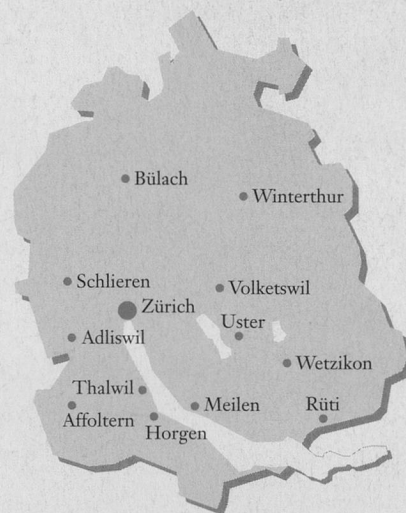 Bülach
Winterthur
Schlieren
Volketswil
Zürich
Uster
Adliswil
Wetzikon
Thalwil
Meilen
Rüti
Affoltern
Horgen